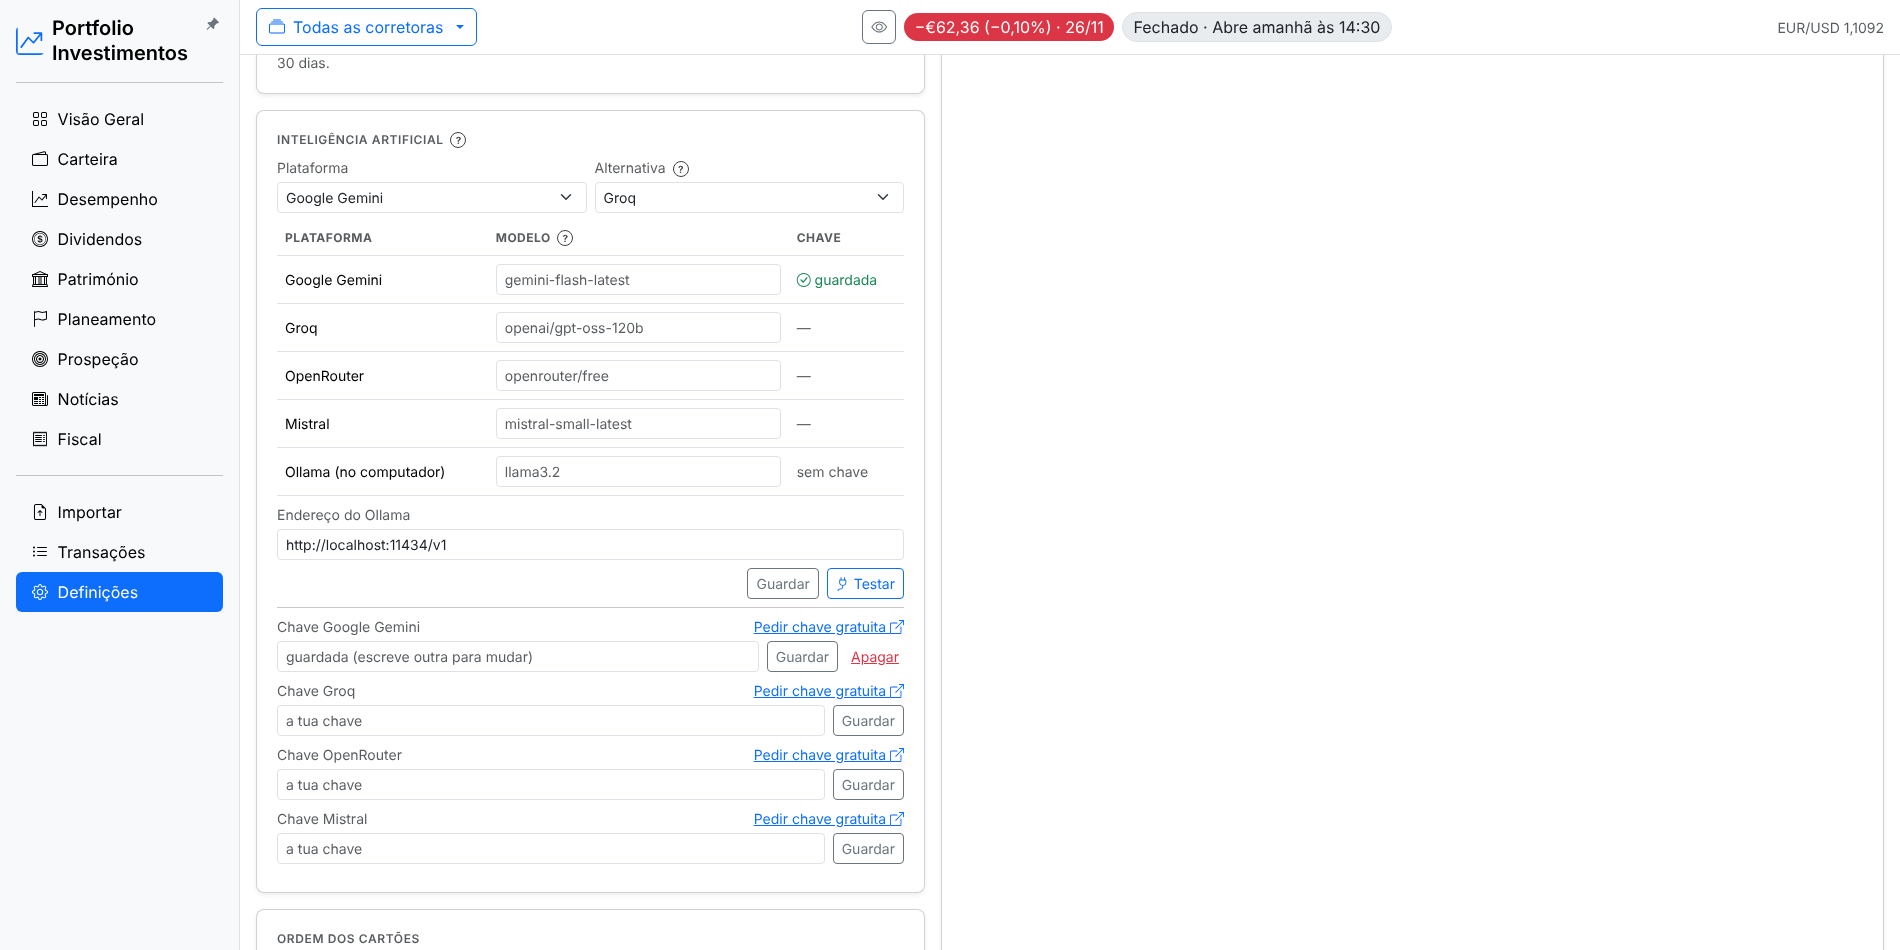 Portfolio
Investimentos
Visão Geral
Carteira
Desempenho
Dividendos
Património
Planeamento
Prospeção
Notícias
Fiscal
Importar
Transações
Definições
Todas as corretoras
−€62,36 (−0,10%) · 26/11
Fechado · Abre amanhã às 14:30
EUR/USD 1,1092
30 dias.
INTELIGÊNCIA ARTIFICIAL ?
Plataforma
Alternativa ?
Google Gemini
Groq
PLATAFORMA MODELO ? CHAVE
Google Gemini gemini-flash-latest guardada
Groq openai/gpt-oss-120b —
OpenRouter openrouter/free —
Mistral mistral-small-latest —
Ollama (no computador) llama3.2 sem chave
Endereço do Ollama
http://localhost:11434/v1
Guardar Testar
Chave Google Gemini Pedir chave gratuita
guardada (escreve outra para mudar) Guardar Apagar
Chave Groq Pedir chave gratuita
a tua chave Guardar
Chave OpenRouter Pedir chave gratuita
a tua chave Guardar
Chave Mistral Pedir chave gratuita
a tua chave Guardar
ORDEM DOS CARTÕES